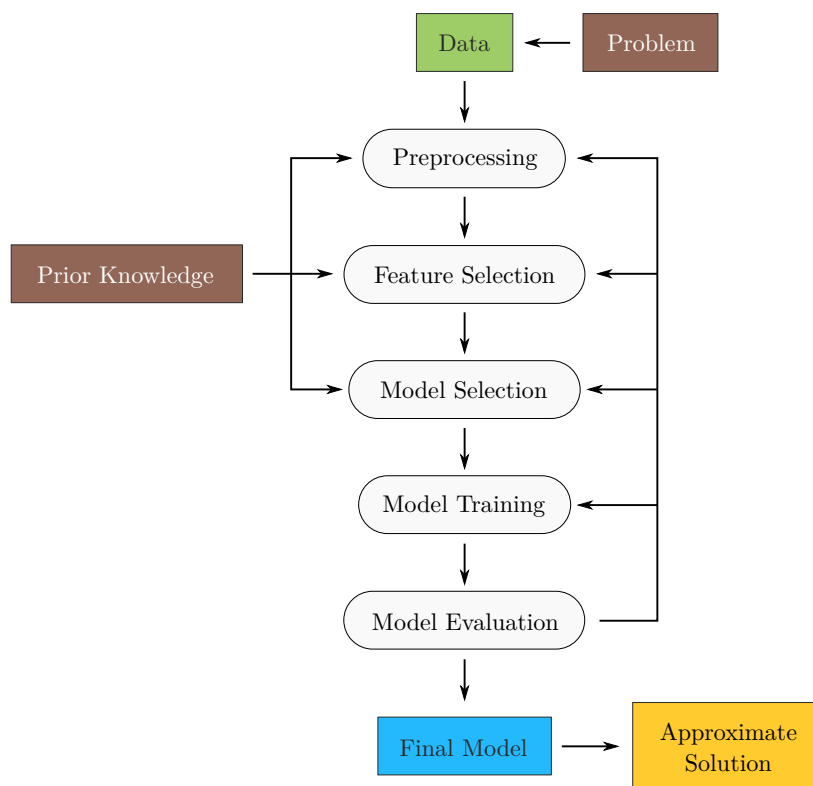 Data
Problem
Preprocessing
Prior Knowledge
Feature Selection
Model Selection
Model Training
Model Evaluation
Final Model
Approximate
Solution